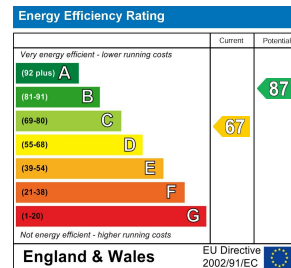 Energy Efficiency Rating
Current Potential
Very energy efficient - lower running costs
(92 plus) A
(81-91) B
(69-80) C
(55-68) D
(39-54) E
(21-38) F
(1-20) G
67
87
Not energy efficient - higher running costs
England & Wales
EU Directive
2002/91/EC